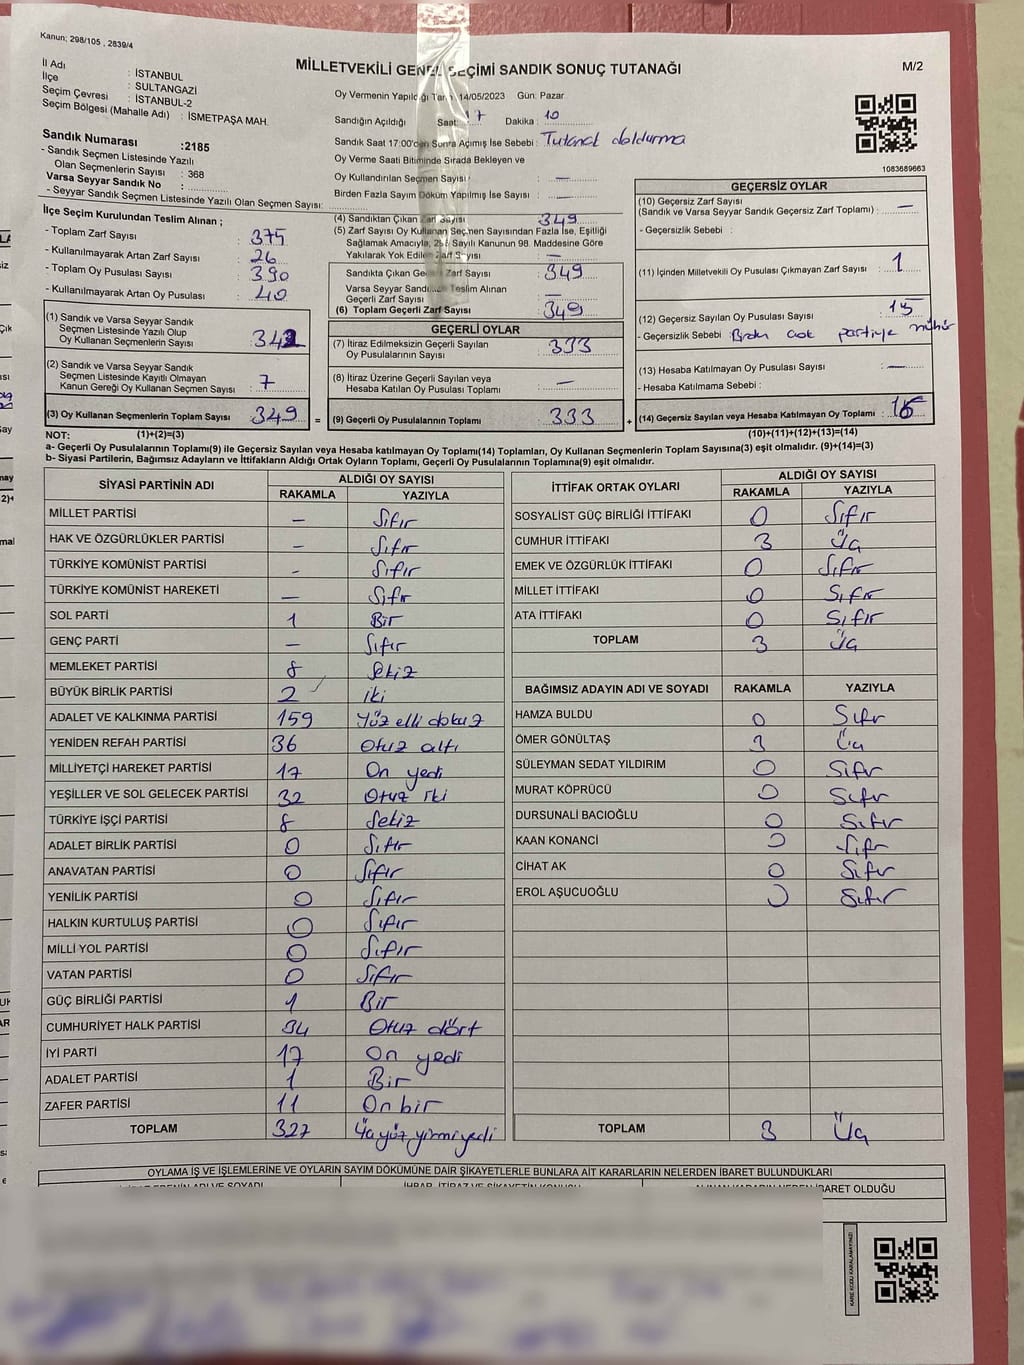 Kanun; 298/105 , 2839/4
MİLLETVEKİLİ GENEL SEÇİMİ SANDIK SONUÇ TUTANAĞI
M/2
İl Adı : İSTANBUL
İlçe : SULTANGAZİ
Seçim Çevresi : İSTANBUL-2
Seçim Bölgesi (Mahalle Adı) : İSMETPAŞA MAH.
Sandık Numarası :2185
- Sandık Seçmen Listesinde Yazılı
Olan Seçmenlerin Sayısı : 368
Varsa Seyyar Sandık No :
- Seyyar Sandık Seçmen Listesinde Yazılı Olan Seçmen Sayısı:
Oy Vermenin Yapıldığı Tarih 14/05/2023 Gün: Pazar
Sandığın Açıldığı Saat: 17 Dakika : 10
Sandık Saat 17:00'den Sonra Açımış İse Sebebi : Tutanak doldurma
Oy Verme Saati Bitiminde Sırada Bekleyen ve
Oy Kullandırılan Seçmen Sayısı : —
Birden Fazla Sayım Döküm Yapılmış İse Sayısı : —
1083689663
İlçe Seçim Kurulundan Teslim Alınan ;
- Toplam Zarf Sayısı : 375
- Kullanılmayarak Artan Zarf Sayısı : 26
- Toplam Oy Pusulası Sayısı : 390
- Kullanılmayarak Artan Oy Pusulası : 40
(1) Sandık ve Varsa Seyyar Sandık
Seçmen Listesinde Yazılı Olup
Oy Kullanan Seçmenlerin Sayısı : 342
(2) Sandık ve Varsa Seyyar Sandık
Seçmen Listesinde Kayıtlı Olmayan
Kanun Gereği Oy Kullanan Seçmen Sayısı : 7
(3) Oy Kullanan Seçmenlerin Toplam Sayısı : 349 =
(4) Sandıktan Çıkan Zarf Sayısı : 349
(5) Zarf Sayısı Oy Kullanan Seçmen Sayısından Fazla İse, Eşitliği
Sağlamak Amacıyla, 298 Sayılı Kanunun 98. Maddesine Göre
Yakılarak Yok Edilen Zarf Sayısı : —
Sandıkta Çıkan Geçerli Zarf Sayısı : 349
Varsa Seyyar Sandıktan Teslim Alınan
Geçerli Zarf Sayısı : —
(6) Toplam Geçerli Zarf Sayısı : 349
GEÇERLİ OYLAR
(7) İtiraz Edilmeksizin Geçerli Sayılan
Oy Pusulalarının Sayısı : 333
(8) İtiraz Üzerine Geçerli Sayılan veya
Hesaba Katılan Oy Pusulası Toplamı : —
(9) Geçerli Oy Pusulalarının Toplamı : 333 +
GEÇERSİZ OYLAR
(10) Geçersiz Zarf Sayısı
(Sandık ve Varsa Seyyar Sandık Geçersiz Zarf Toplamı) : —
- Geçersizlik Sebebi :
(11) İçinden Milletvekili Oy Pusulası Çıkmayan Zarf Sayısı : 1
(12) Geçersiz Sayılan Oy Pusulası Sayısı : 15
- Geçersizlik Sebebi : Birden çok partiye mühür
(13) Hesaba Katılmayan Oy Pusulası Sayısı : —
- Hesaba Katılmama Sebebi :
(14) Geçersiz Sayılan veya Hesaba Katılmayan Oy Toplamı : 16
NOT: (1)+(2)=(3) (10)+(11)+(12)+(13)=(14)
a- Geçerli Oy Pusulalarının Toplamı(9) ile Geçersiz Sayılan veya Hesaba katılmayan Oy Toplamı(14) Toplamları, Oy Kullanan Seçmenlerin Toplam Sayısına(3) eşit olmalıdır. (9)+(14)=(3)
b- Siyasi Partilerin, Bağımsız Adayların ve İttifakların Aldığı Ortak Oyların Toplamı, Geçerli Oy Pusulalarının Toplamına(9) eşit olmalıdır.
SİYASİ PARTİNİN ADI ALDIĞI OY SAYISI
RAKAMLA YAZIYLA
MİLLET PARTİSİ — Sıfır
HAK VE ÖZGÜRLÜKLER PARTİSİ — Sıfır
TÜRKİYE KOMÜNİST PARTİSİ - Sıfır
TÜRKİYE KOMÜNİST HAREKETİ — Sıfır
SOL PARTİ 1 Bir
GENÇ PARTİ — Sıfır
MEMLEKET PARTİSİ 8 Sekiz
BÜYÜK BİRLİK PARTİSİ 2 iki
ADALET VE KALKINMA PARTİSİ 159 Yüz elli dokuz
YENİDEN REFAH PARTİSİ 36 Otuz altı
MİLLİYETÇİ HAREKET PARTİSİ 17 On yedi
YEŞİLLER VE SOL GELECEK PARTİSİ 32 Otuz iki
TÜRKİYE İŞÇİ PARTİSİ 8 Sekiz
ADALET BİRLİK PARTİSİ 0 Sıfır
ANAVATAN PARTİSİ 0 Sıfır
YENİLİK PARTİSİ 0 Sıfır
HALKIN KURTULUŞ PARTİSİ 0 Sıfır
MİLLİ YOL PARTİSİ 0 Sıfır
VATAN PARTİSİ 0 Sıfır
GÜÇ BİRLİĞİ PARTİSİ 1 Bir
CUMHURİYET HALK PARTİSİ 34 Otuz dört
İYİ PARTİ 17 On yedi
ADALET PARTİSİ 1 Bir
ZAFER PARTİSİ 11 Onbir
TOPLAM 327 Üçyüz yirmi yedi
İTTİFAK ORTAK OYLARI ALDIĞI OY SAYISI
RAKAMLA YAZIYLA
SOSYALİST GÜÇ BİRLİĞİ İTTİFAKI 0 Sıfır
CUMHUR İTTİFAKI 3 Üç
EMEK VE ÖZGÜRLÜK İTTİFAKI 0 Sıfır
MİLLET İTTİFAKI 0 Sıfır
ATA İTTİFAKI 0 Sıfır
TOPLAM 3 Üç
BAĞIMSIZ ADAYIN ADI VE SOYADI RAKAMLA YAZIYLA
HAMZA BULDU 0 Sıfır
ÖMER GÖNÜLTAŞ 3 Üç
SÜLEYMAN SEDAT YILDIRIM 0 Sıfır
MURAT KÖPRÜCÜ 0 Sıfır
DURSUNALİ BACIOĞLU 0 Sıfır
KAAN KONANCİ 0 Sıfır
CİHAT AK 0 Sıfır
EROL AŞUCUOĞLU 0 Sıfır
TOPLAM 3 Üç
OYLAMA İŞ VE İŞLEMLERİNE VE OYLARIN SAYIM DÖKÜMÜNE DAİR ŞİKAYETLERLE BUNLARA AİT KARARLARIN NELERDEN İBARET BULUNDUKLARI
KARE KODU KARALAMAYINIZ!